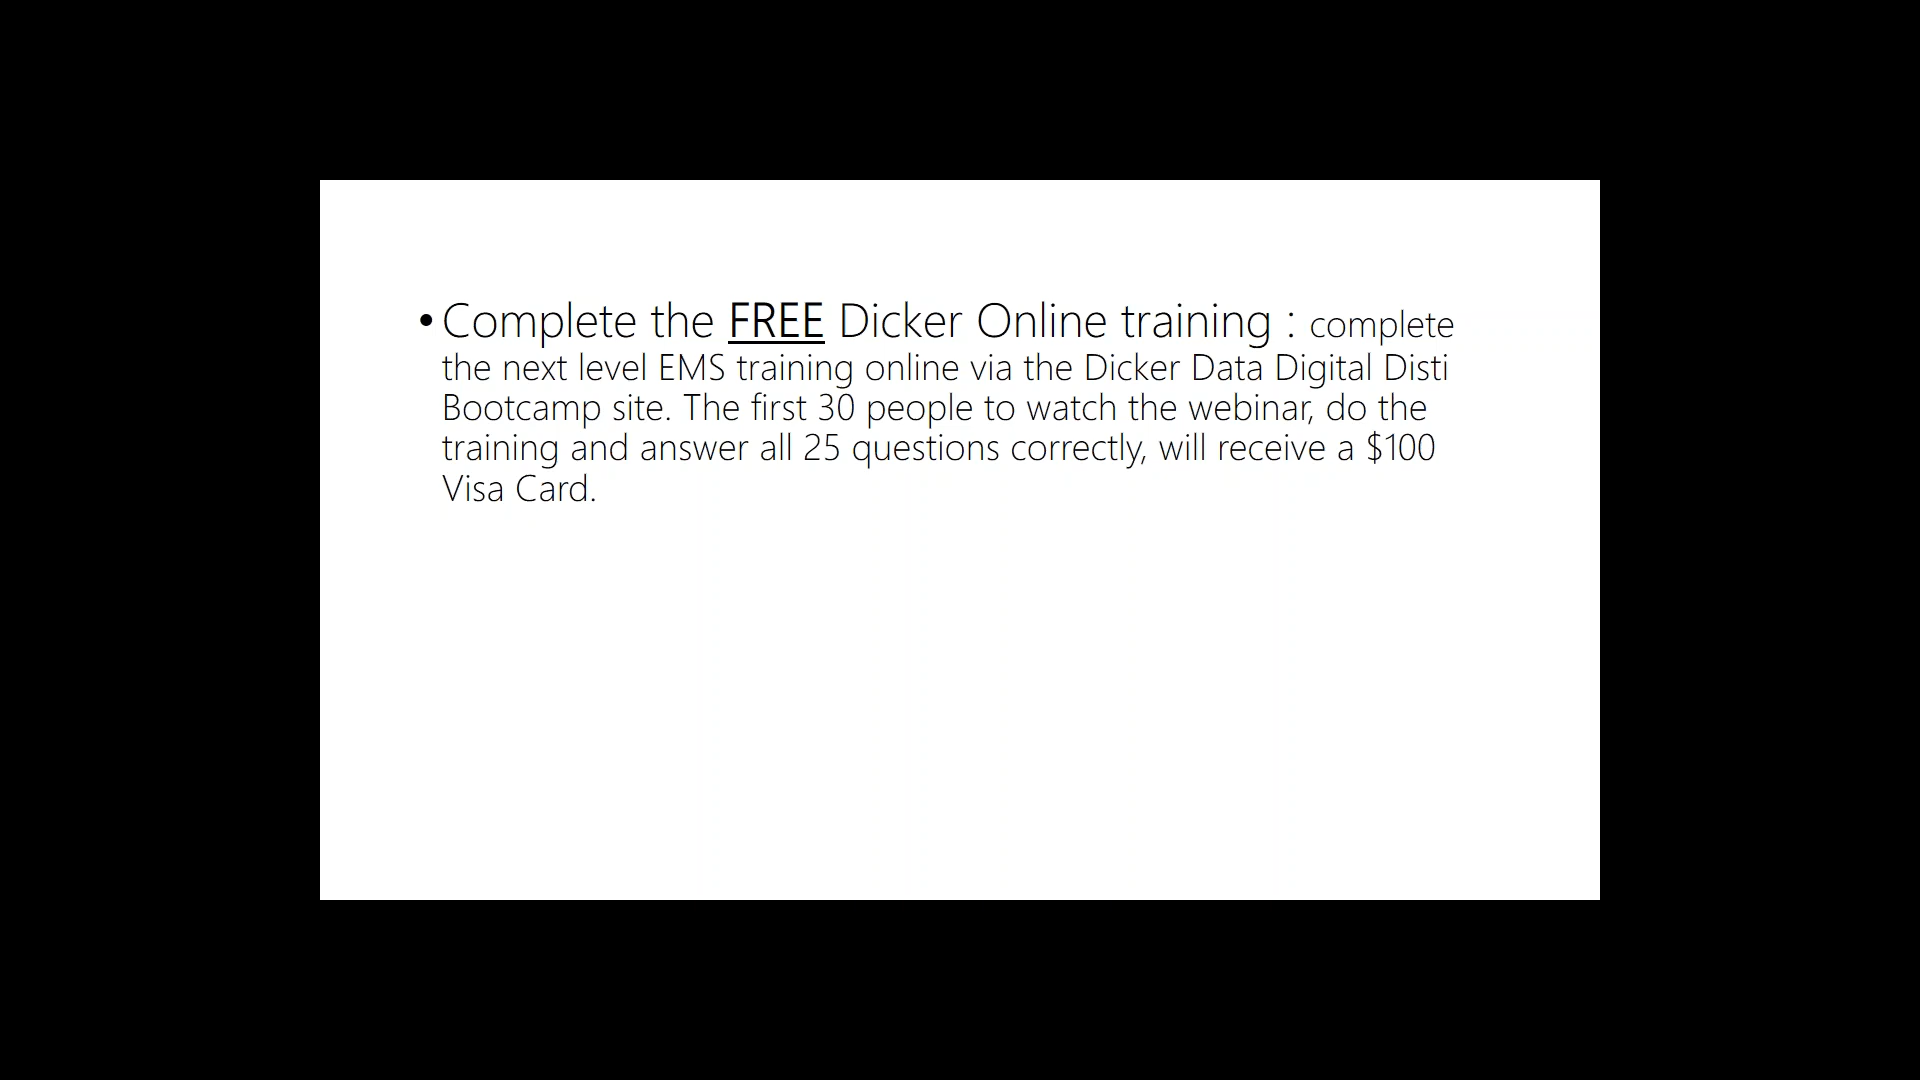 • Complete the FREE Dicker Online training : complete
the next level EMS training online via the Dicker Data Digital Disti
Bootcamp site. The first 30 people to watch the webinar, do the
training and answer all 25 questions correctly, will receive a $100
Visa Card.